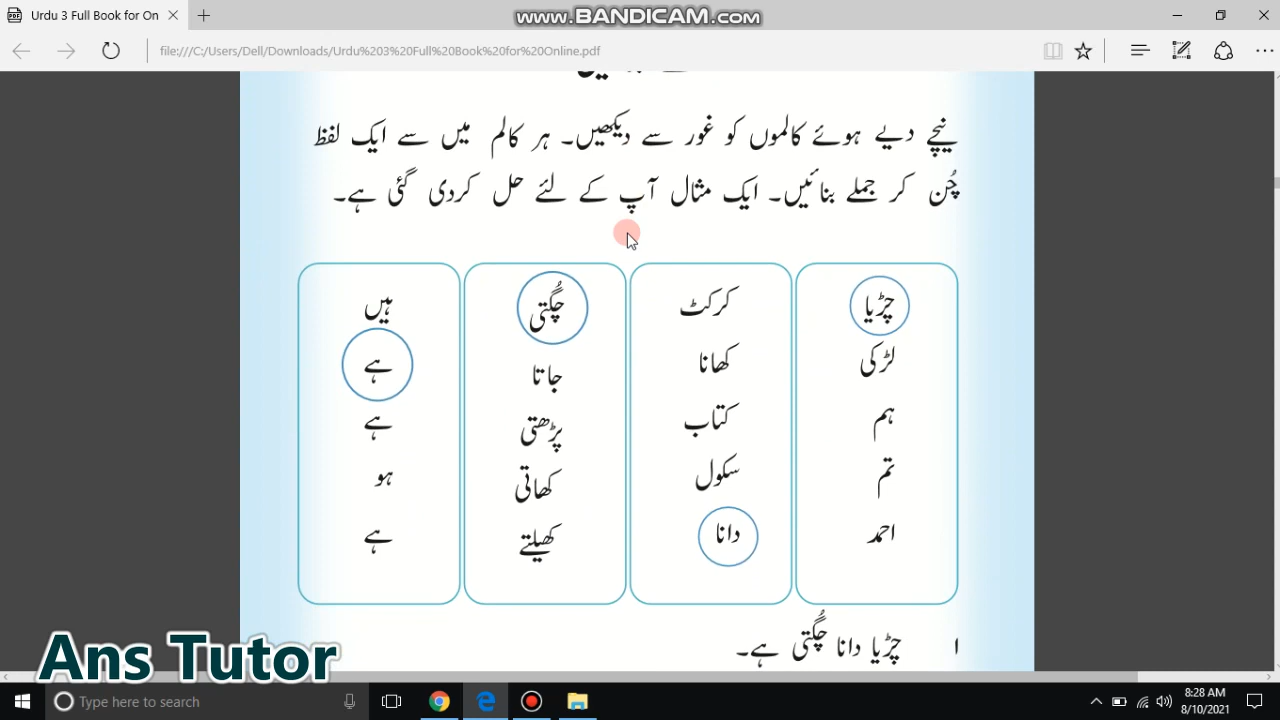 www.BANDICAM.com
Urdu 3 Full Book for On
file:///C:/Users/Dell/Downloads/Urdu%203%20Full%20Book%20for%20Online.pdf
نیچے دیے ہوئے کالموں کو غور سے دیکھیں۔ ہر کالم میں سے ایک لفظ
چُن کر جملے بنائیں۔ ایک مثال آپ کے لئے حل کردی گئی ہے۔
چڑیا کرکٹ چُگتی ہیں
لڑکی کھانا جاتا ہے
ہم کتاب پڑھتی ہے
تم سکول کھاتی ہو
احمد دانا کھیلتے ہے
ا چڑیا دانا چُگتی ہے۔
Ans Tutor
Type here to search
8:28 AM
8/10/2021